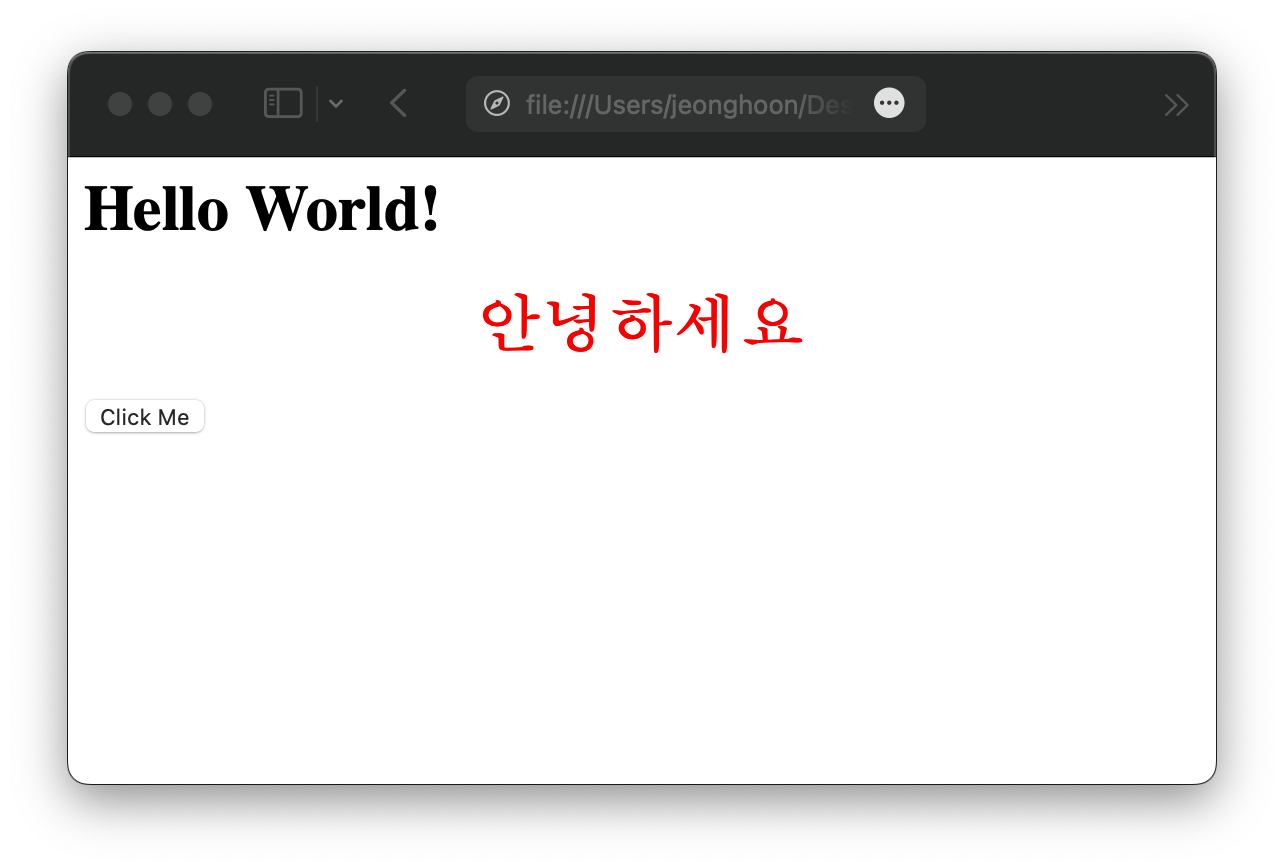 file:///Users/jeonghoon/Des
Hello World!
안녕하세요
Click Me